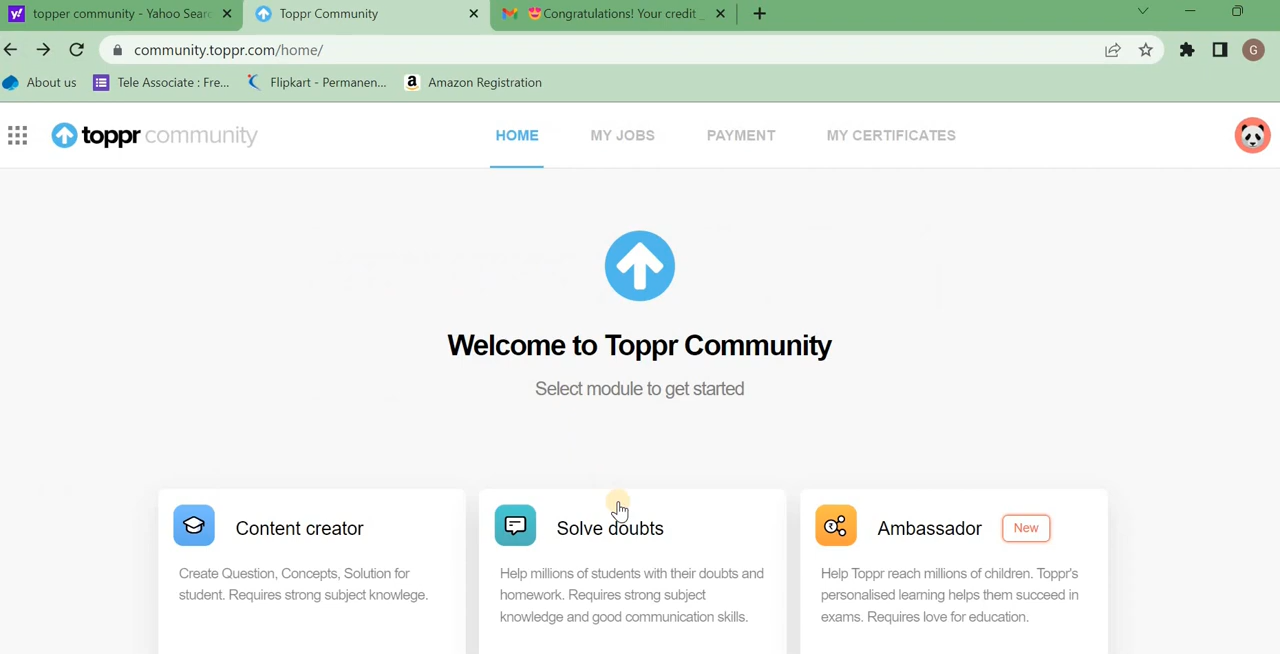 y! topper community - Yahoo Sear
Toppr Community
😍Congratulations! Your credit
community.toppr.com/home/
G
About us
Tele Associate : Fre...
Flipkart - Permanen...
a Amazon Registration
toppr community
HOME
MY JOBS
PAYMENT
MY CERTIFICATES
Welcome to Toppr Community
Select module to get started
Content creator
Create Question, Concepts, Solution for
student. Requires strong subject knowlege.
Solve doubts
Help millions of students with their doubts and
homework. Requires strong subject
knowledge and good communication skills.
Ambassador
New
Help Toppr reach millions of children. Toppr's
personalised learning helps them succeed in
exams. Requires love for education.